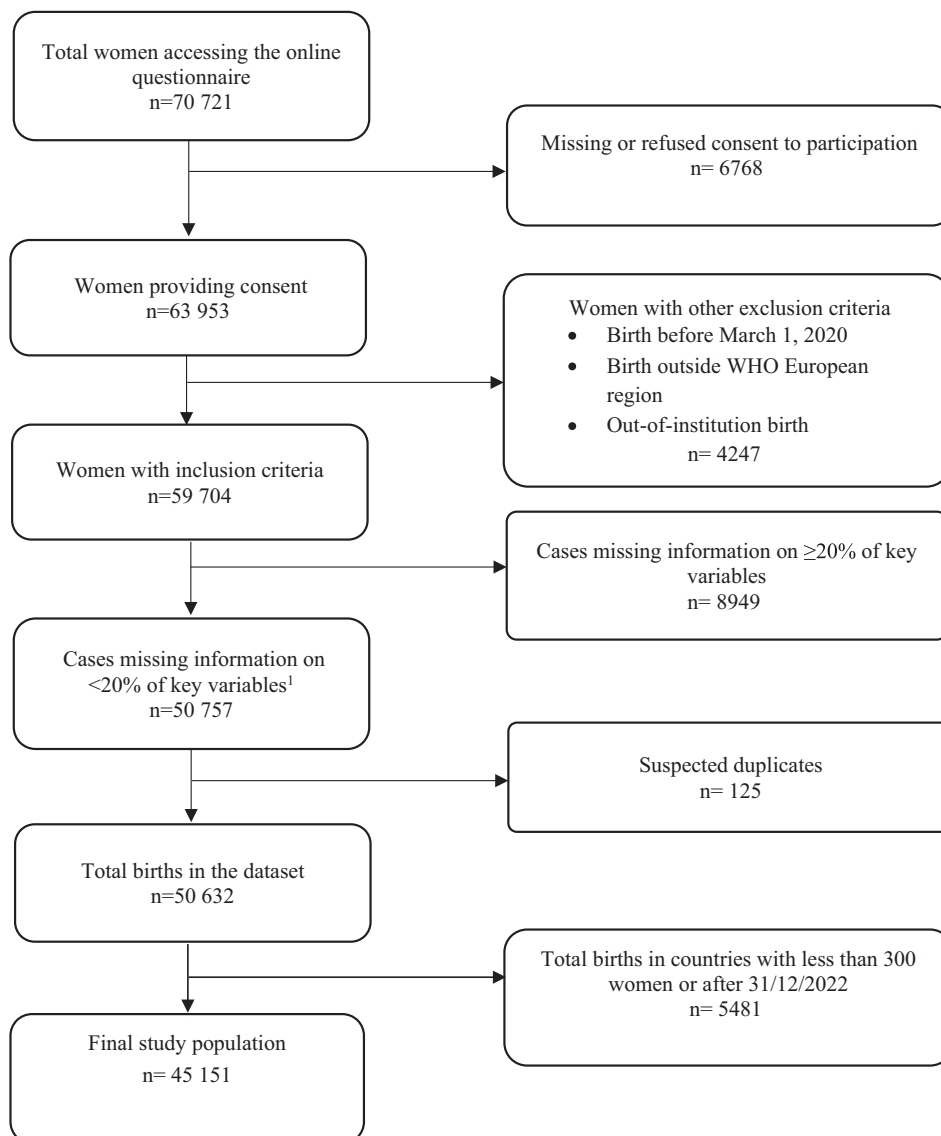 Total women accessing the online
questionnaire
n=70 721
Missing or refused consent to participation
n= 6768
Women providing consent
n=63 953
Women with other exclusion criteria
• Birth before March 1, 2020
• Birth outside WHO European
region
• Out-of-institution birth
n= 4247
Women with inclusion criteria
n=59 704
Cases missing information on ≥20% of key
variables
n= 8949
Cases missing information on
<20% of key variables¹
n=50 757
Suspected duplicates
n= 125
Total births in the dataset
n=50 632
Total births in countries with less than 300
women or after 31/12/2022
n= 5481
Final study population
n= 45 151